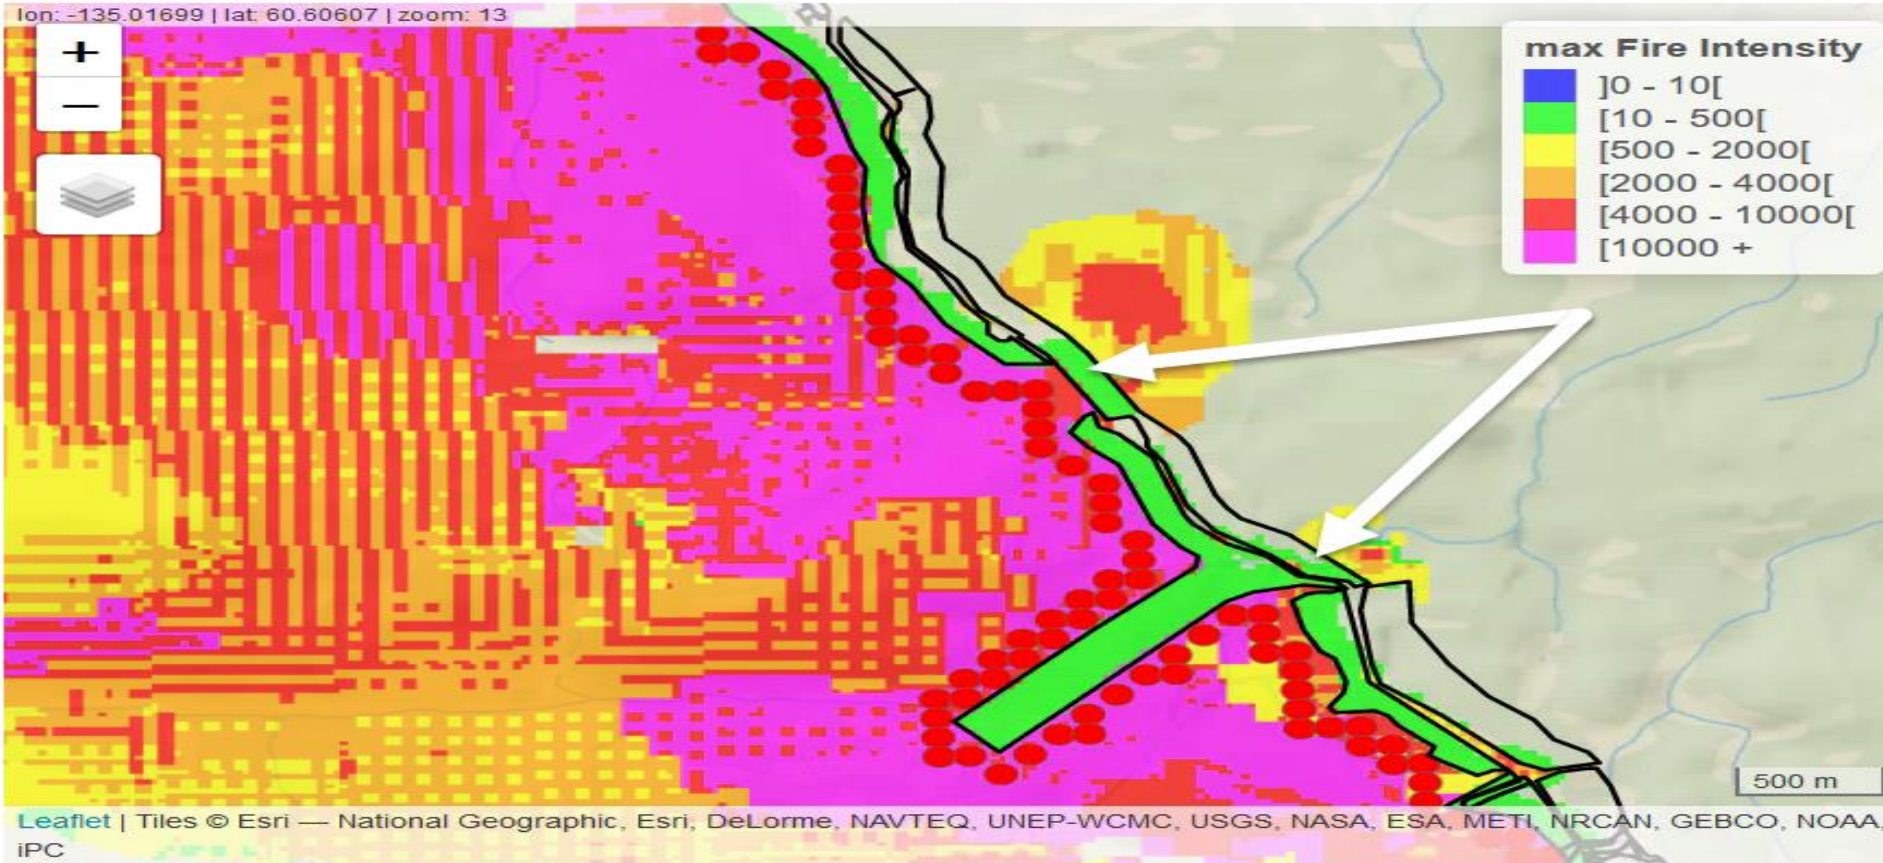 lon: -135.01699 | lat: 60.60607 | zoom: 13
+
−
max Fire Intensity
]0 - 10[
[10 - 500[
[500 - 2000[
[2000 - 4000[
[4000 - 10000[
[10000 +
500 m
Leaflet | Tiles © Esri — National Geographic, Esri, DeLorme, NAVTEQ, UNEP-WCMC, USGS, NASA, ESA, METI, NRCAN, GEBCO, NOAA,
iPC